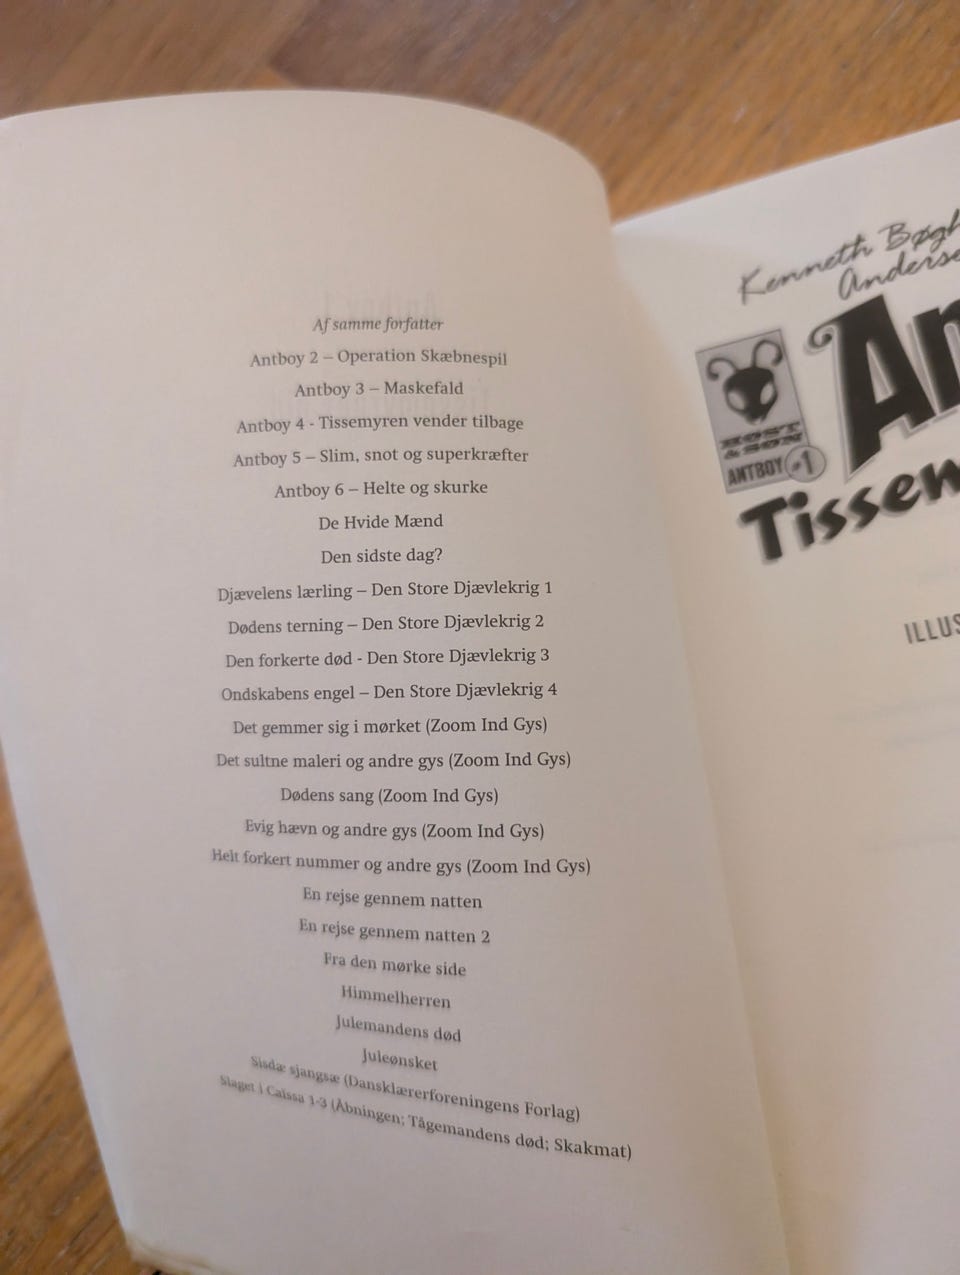 Af samme forfatter
Antboy 2 – Operation Skæbnespil
Antboy 3 – Maskefald
Antboy 4 - Tissemyren vender tilbage
Antboy 5 – Slim, snot og superkræfter
Antboy 6 – Helte og skurke
De Hvide Mænd
Den sidste dag?
Djævelens lærling – Den Store Djævlekrig 1
Dødens terning – Den Store Djævlekrig 2
Den forkerte død - Den Store Djævlekrig 3
Ondskabens engel – Den Store Djævlekrig 4
Det gemmer sig i mørket (Zoom Ind Gys)
Det sultne maleri og andre gys (Zoom Ind Gys)
Dødens sang (Zoom Ind Gys)
Evig hævn og andre gys (Zoom Ind Gys)
Helt forkert nummer og andre gys (Zoom Ind Gys)
En rejse gennem natten
En rejse gennem natten 2
Fra den mørke side
Himmelherren
Julemandens død
Juleønsket
Sisdæ sjangsæ (Dansklærerforeningens Forlag)
Slaget i Caïssa 1-3 (Åbningen; Tågemandens død; Skakmat)
Kenneth Bøgh
Anderse
An
HØST
& SØN
ANTBOY #1
Tissem
ILLUS